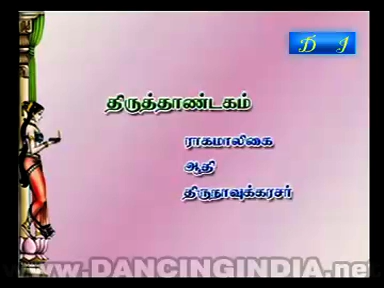 D I
திருத்தாண்டகம்
ராகமாலிகை
ஆதி
திருநாவுக்கரசர்
www.DANCINGINDIA.net